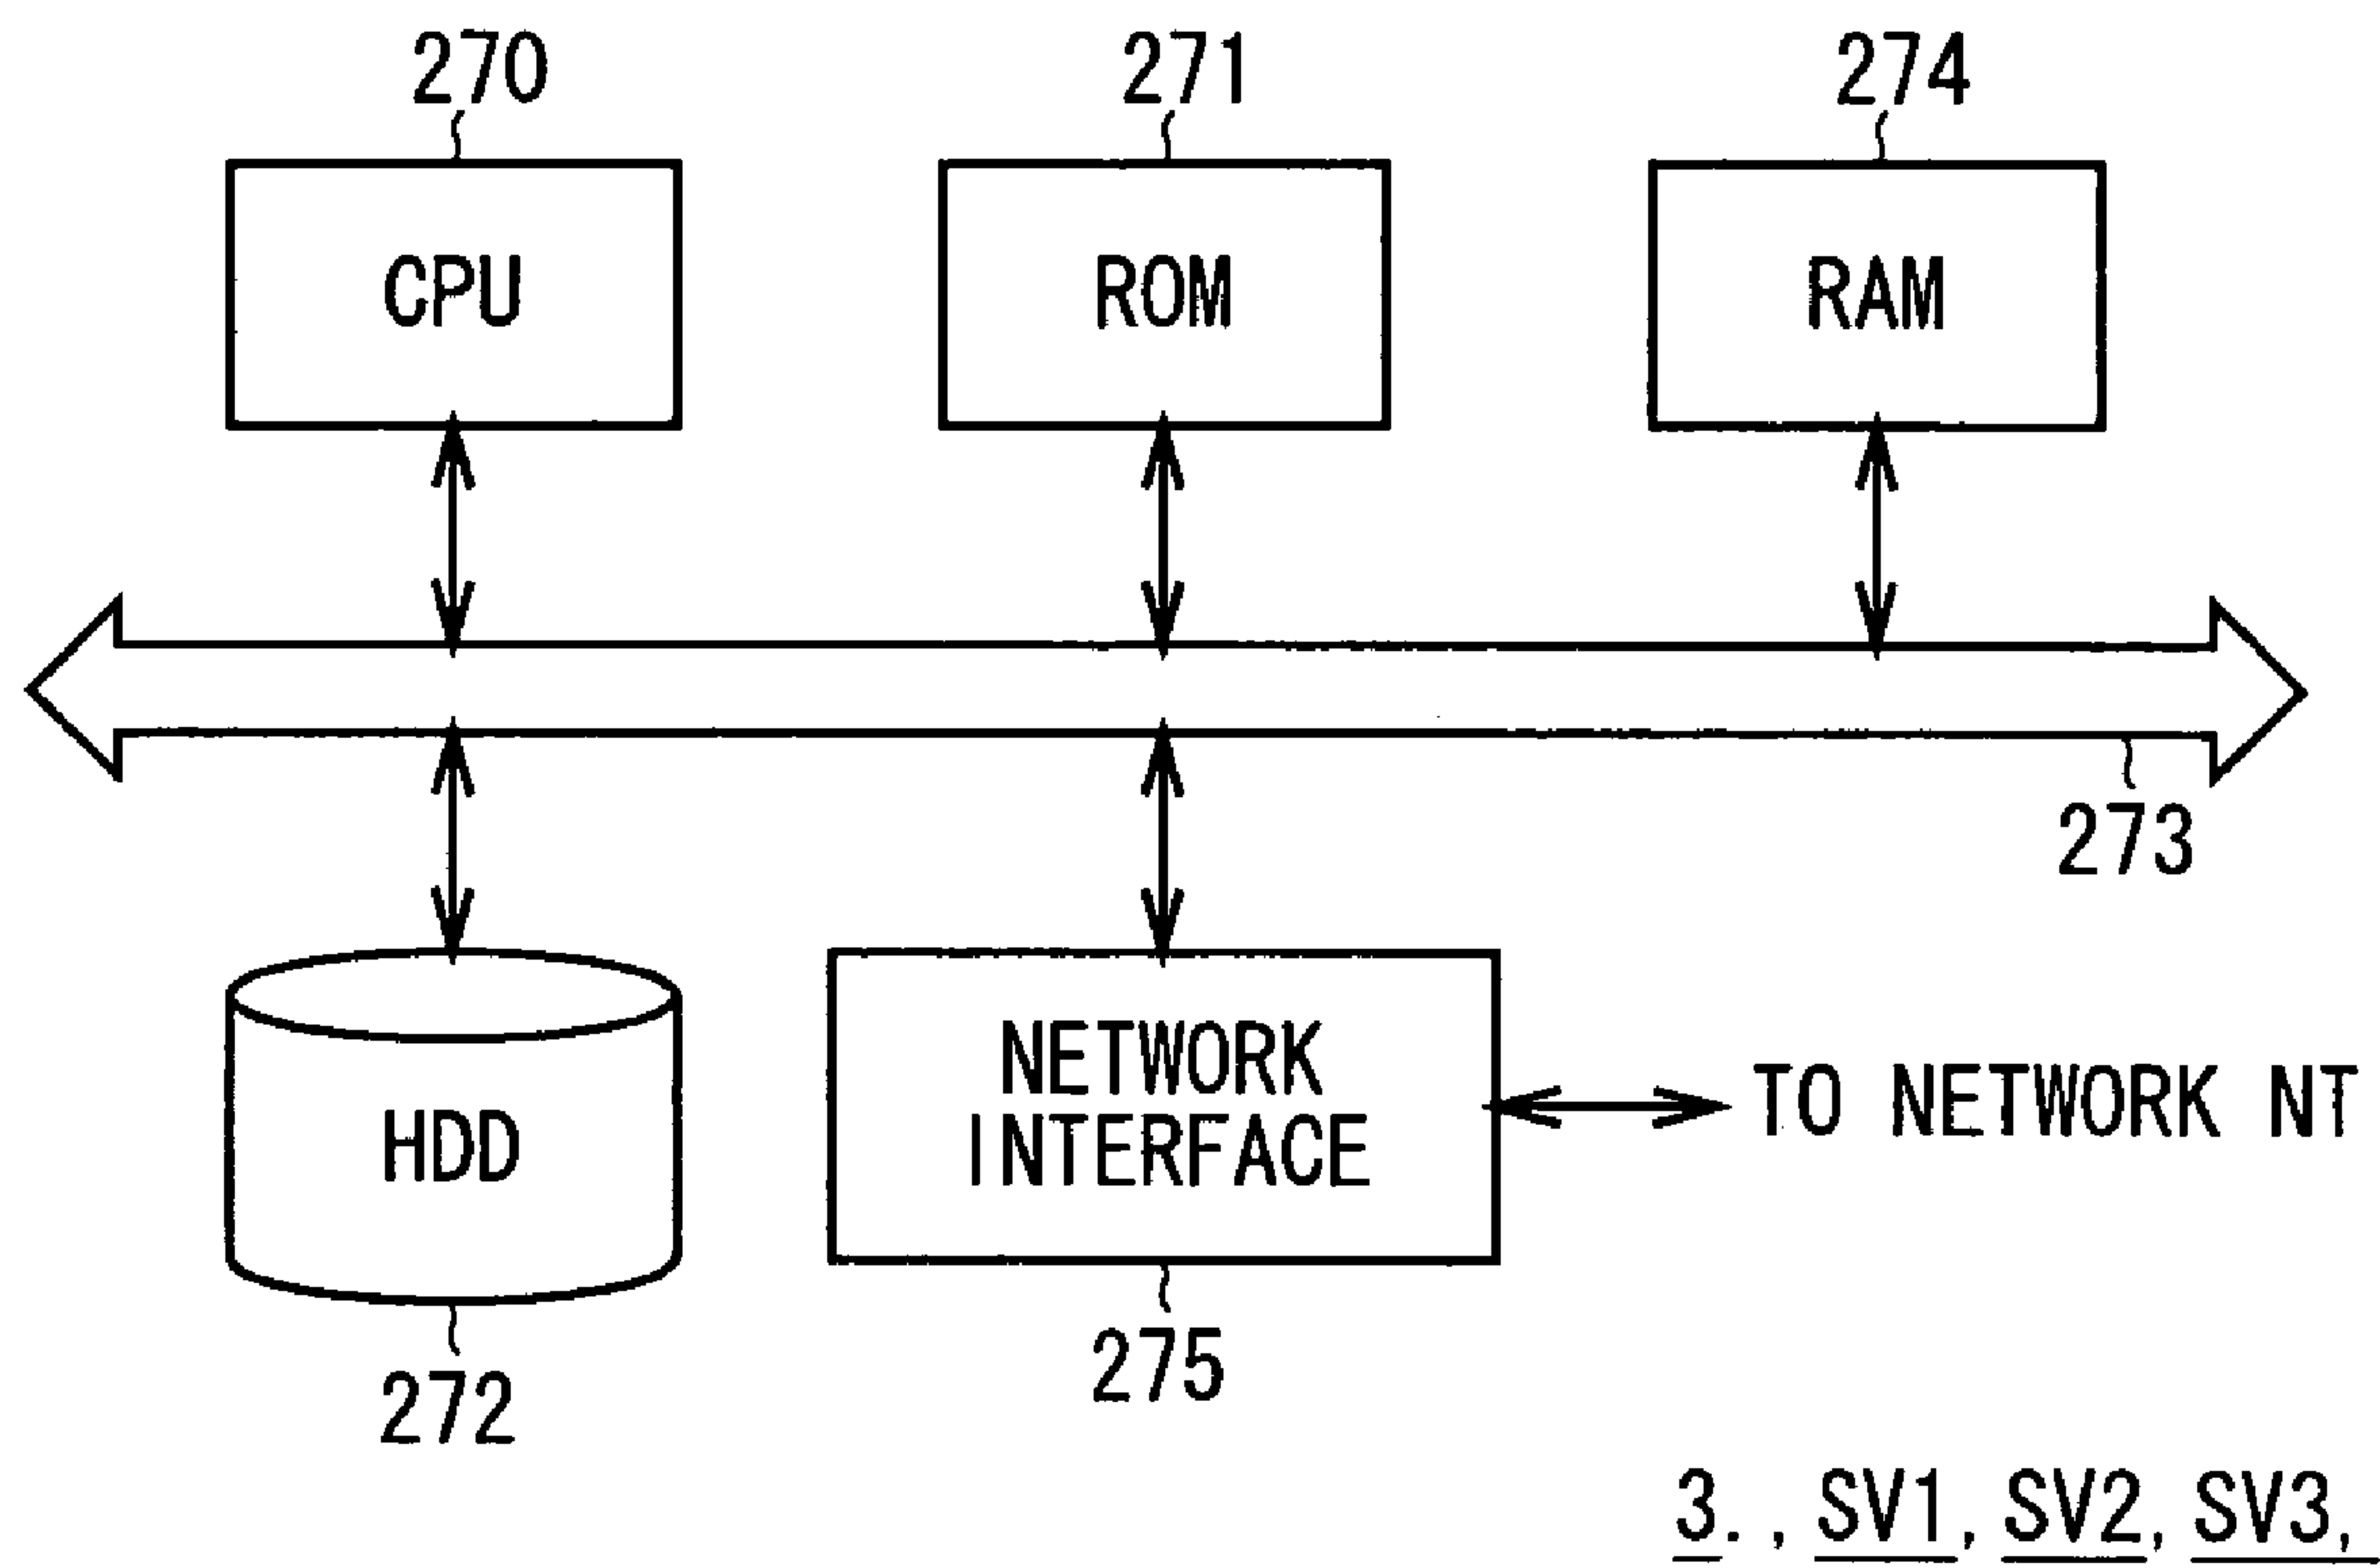 270
271
274
CPU
ROM
RAM
273
HDD
NETWORK
INTERFACE
TO NETWORK NT
272
275
3., SV1, SV2, SV3,